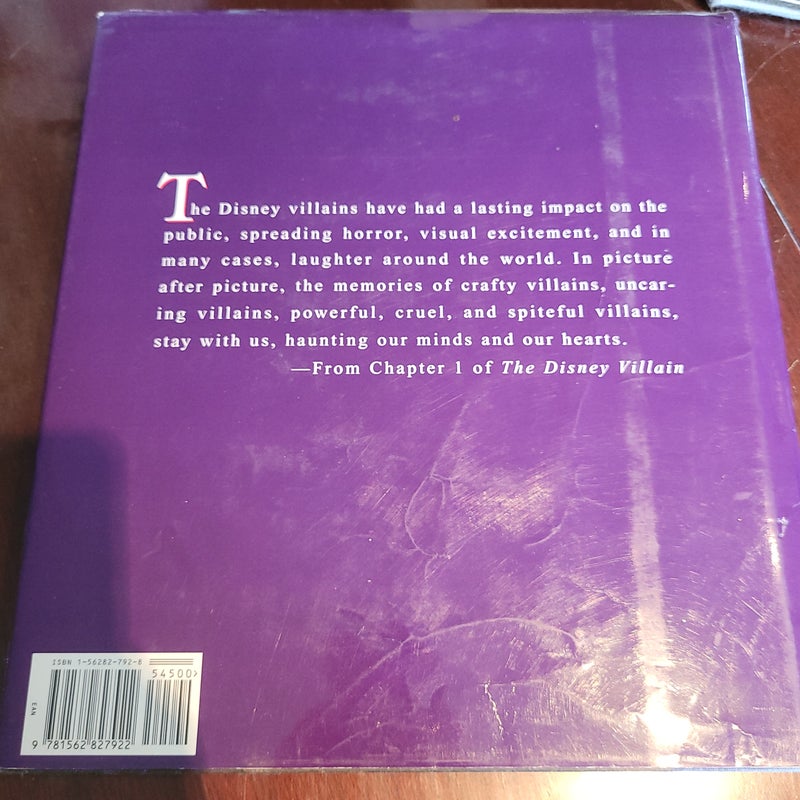 The Disney villains have had a lasting impact on the
public, spreading horror, visual excitement, and in
many cases, laughter around the world. In picture
after picture, the memories of crafty villains, uncar-
ing villains, powerful, cruel, and spiteful villains,
stay with us, haunting our minds and our hearts.
—From Chapter 1 of The Disney Villain
ISBN 1-56282-792-8
54500>
EAN
9 781562 827922